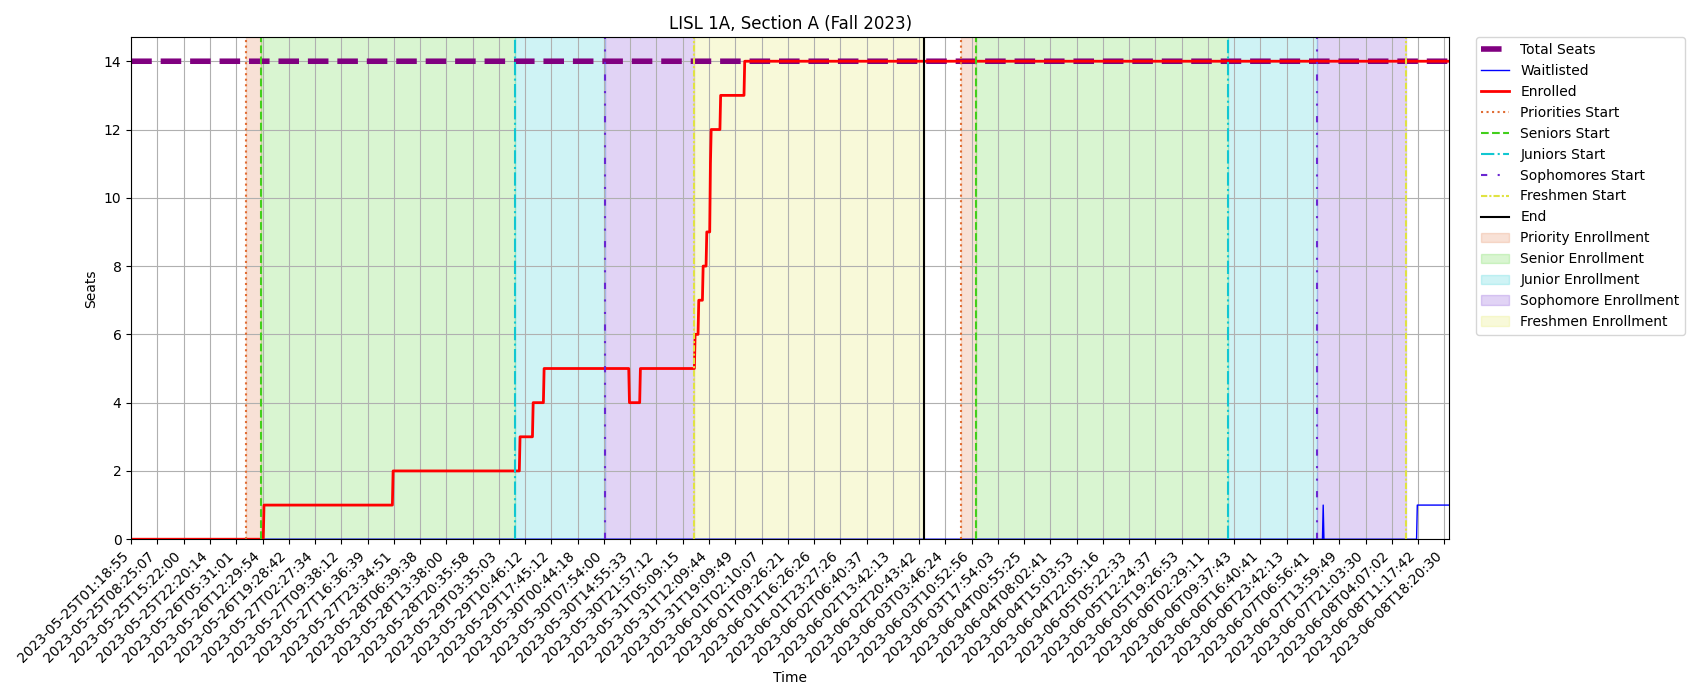 LISL 1A, Section A (Fall 2023)
Total Seats
Waitlisted
Enrolled
Priorities Start
Seniors Start
Juniors Start
Sophomores Start
Freshmen Start
End
Priority Enrollment
Senior Enrollment
Junior Enrollment
Sophomore Enrollment
Freshmen Enrollment
Seats
14
12
10
8
6
4
2
0
2023-05-25T01:18:55
2023-05-25T08:25:07
2023-05-25T15:22:00
2023-05-25T22:20:14
2023-05-26T05:31:01
2023-05-26T12:29:54
2023-05-26T19:28:42
2023-05-27T02:27:34
2023-05-27T09:38:12
2023-05-27T16:36:39
2023-05-27T23:34:51
2023-05-28T06:39:38
2023-05-28T13:38:00
2023-05-28T20:35:58
2023-05-29T03:35:03
2023-05-29T10:46:12
2023-05-29T17:45:12
2023-05-30T00:44:18
2023-05-30T07:54:00
2023-05-30T14:55:33
2023-05-30T21:57:12
2023-05-31T05:09:15
2023-05-31T12:09:44
2023-05-31T19:09:49
2023-06-01T02:10:07
2023-06-01T09:26:21
2023-06-01T16:26:26
2023-06-01T23:27:26
2023-06-02T06:40:37
2023-06-02T13:42:13
2023-06-02T20:43:42
2023-06-03T03:46:24
2023-06-03T10:52:56
2023-06-03T17:54:03
2023-06-04T00:55:25
2023-06-04T08:02:41
2023-06-04T15:03:53
2023-06-04T22:05:16
2023-06-05T05:22:33
2023-06-05T12:24:37
2023-06-05T19:26:53
2023-06-06T02:29:11
2023-06-06T09:37:43
2023-06-06T16:40:41
2023-06-06T23:42:13
2023-06-07T06:56:41
2023-06-07T13:59:49
2023-06-07T21:03:30
2023-06-08T04:07:02
2023-06-08T11:17:42
2023-06-08T18:20:30
Time